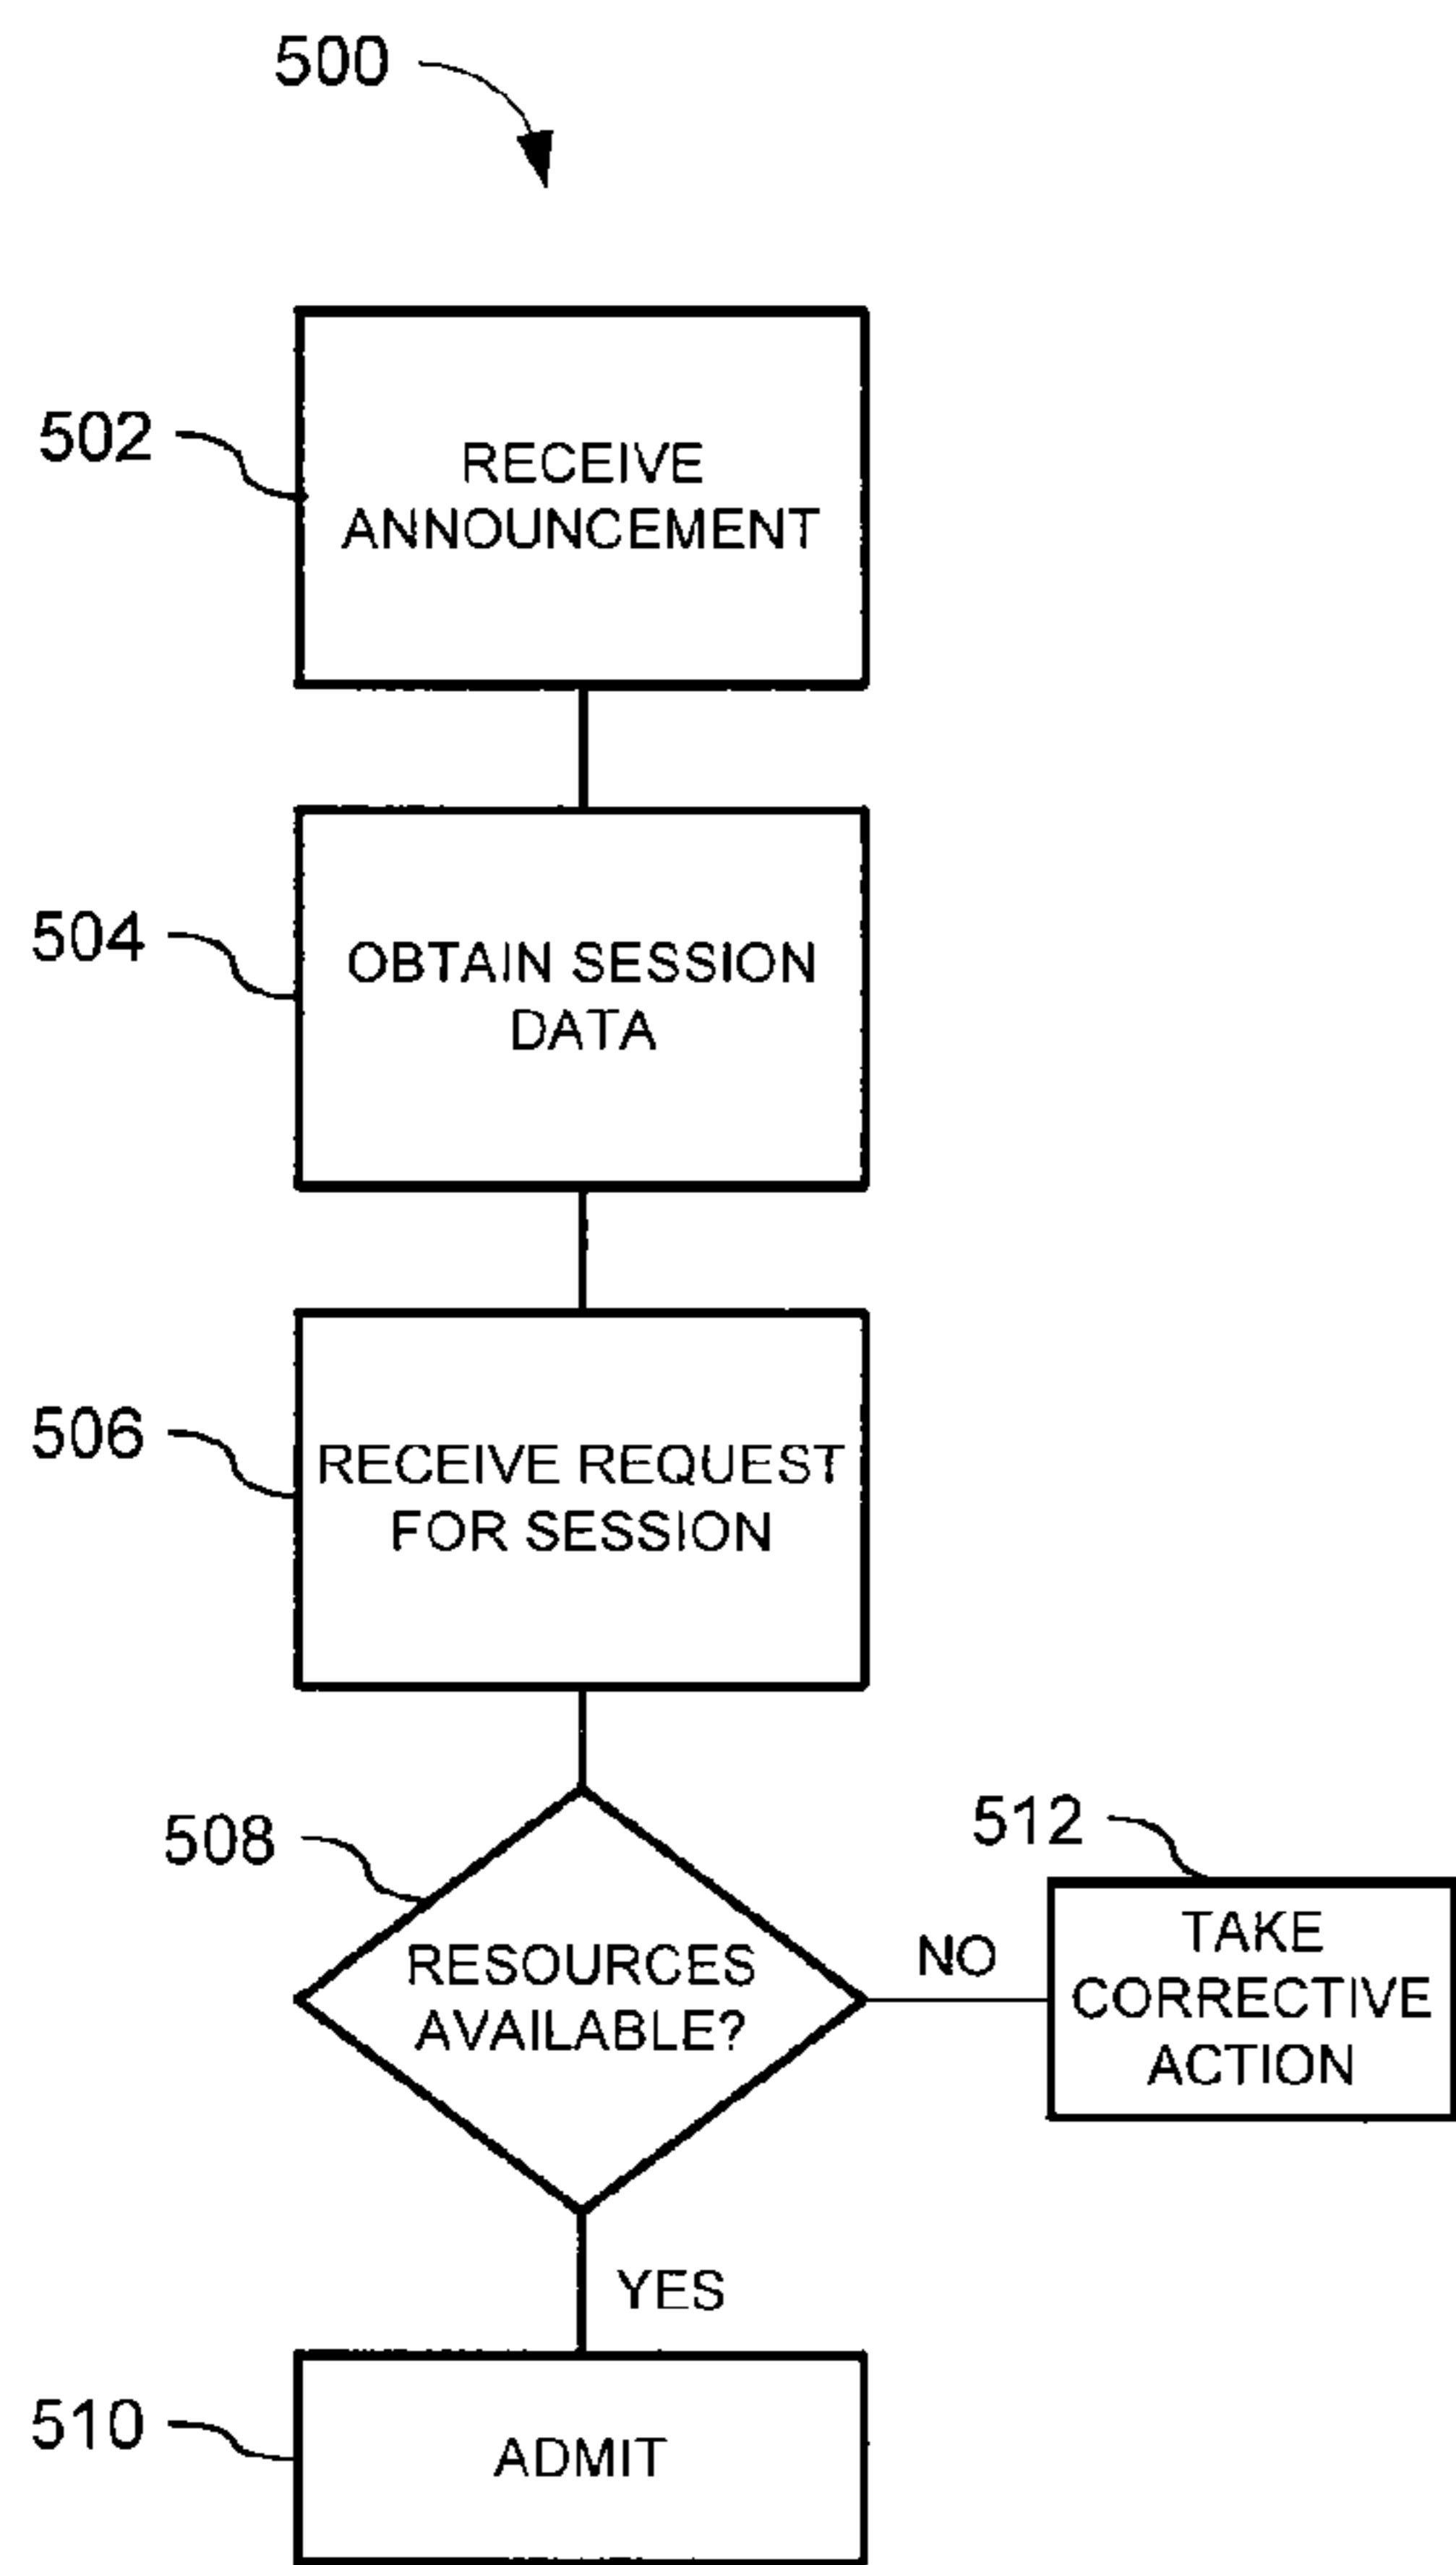 500
502
RECEIVE
ANNOUNCEMENT
504
OBTAIN SESSION
DATA
506
RECEIVE REQUEST
FOR SESSION
508
RESOURCES
AVAILABLE?
NO
512
TAKE
CORRECTIVE
ACTION
YES
510
ADMIT